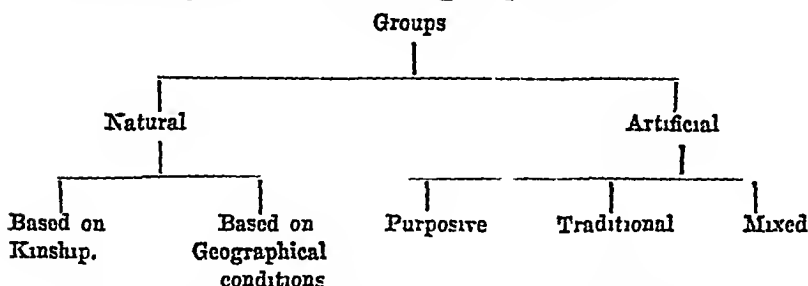 Groups
Natural Artificial
Based on Kinship. Based on Geographical conditions Purposive Traditional Mixed